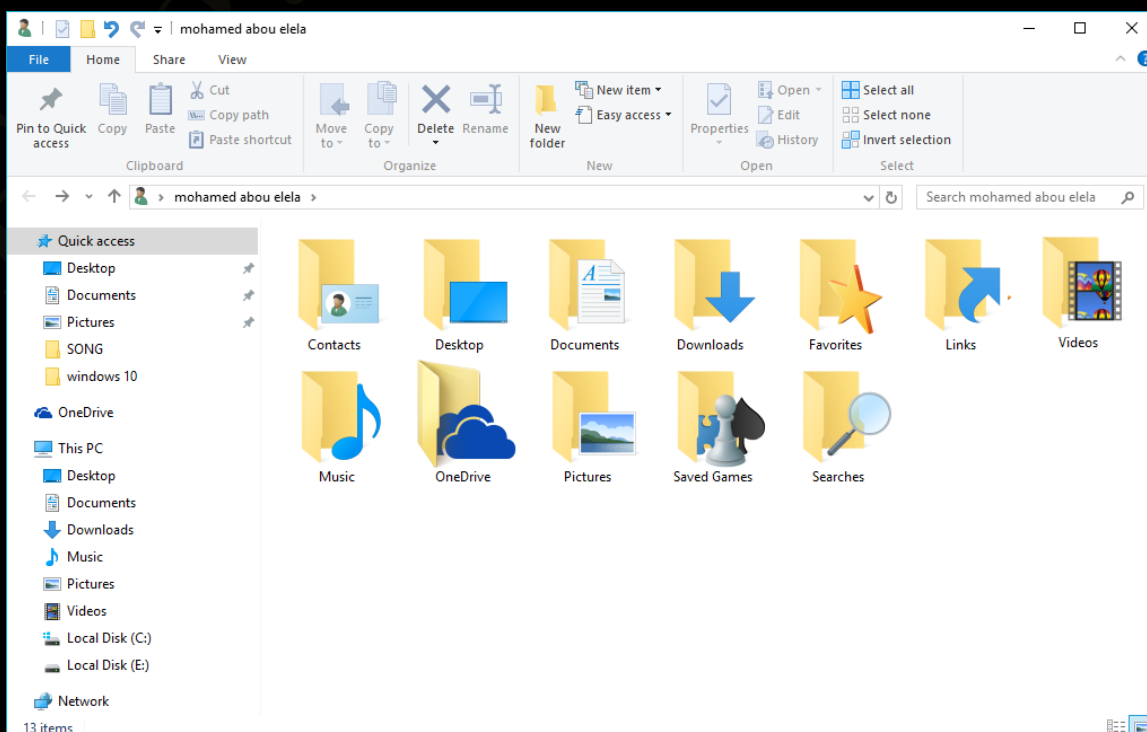 mohamed abou elela
File Home Share View
Pin to Quick access
Copy
Paste
Cut
Copy path
Paste shortcut
Clipboard
Move to
Copy to
Delete
Rename
Organize
New folder
New item
Easy access
New
Properties
Open
Edit
History
Open
Select all
Select none
Invert selection
Select
mohamed abou elela
Search mohamed abou elela
Quick access
Desktop
Documents
Pictures
SONG
windows 10
OneDrive
This PC
Desktop
Documents
Downloads
Music
Pictures
Videos
Local Disk (C:)
Local Disk (E:)
Network
Contacts Desktop Documents Downloads Favorites Links Videos
Music OneDrive Pictures Saved Games Searches
13 items